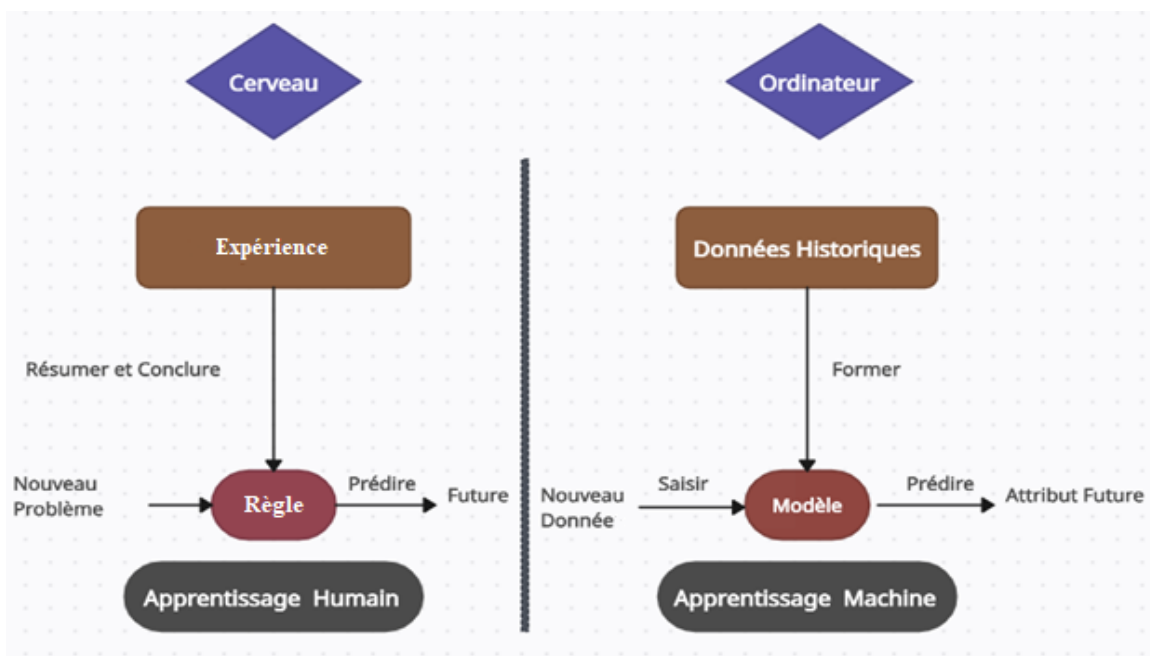 Cerveau
Expérience
Résumer et Conclure
Nouveau
Problème
Règle
Prédire
Future
Apprentissage Humain
Ordinateur
Données Historiques
Former
Nouveau
Donnée
Saisir
Modèle
Prédire
Attribut Future
Apprentissage Machine